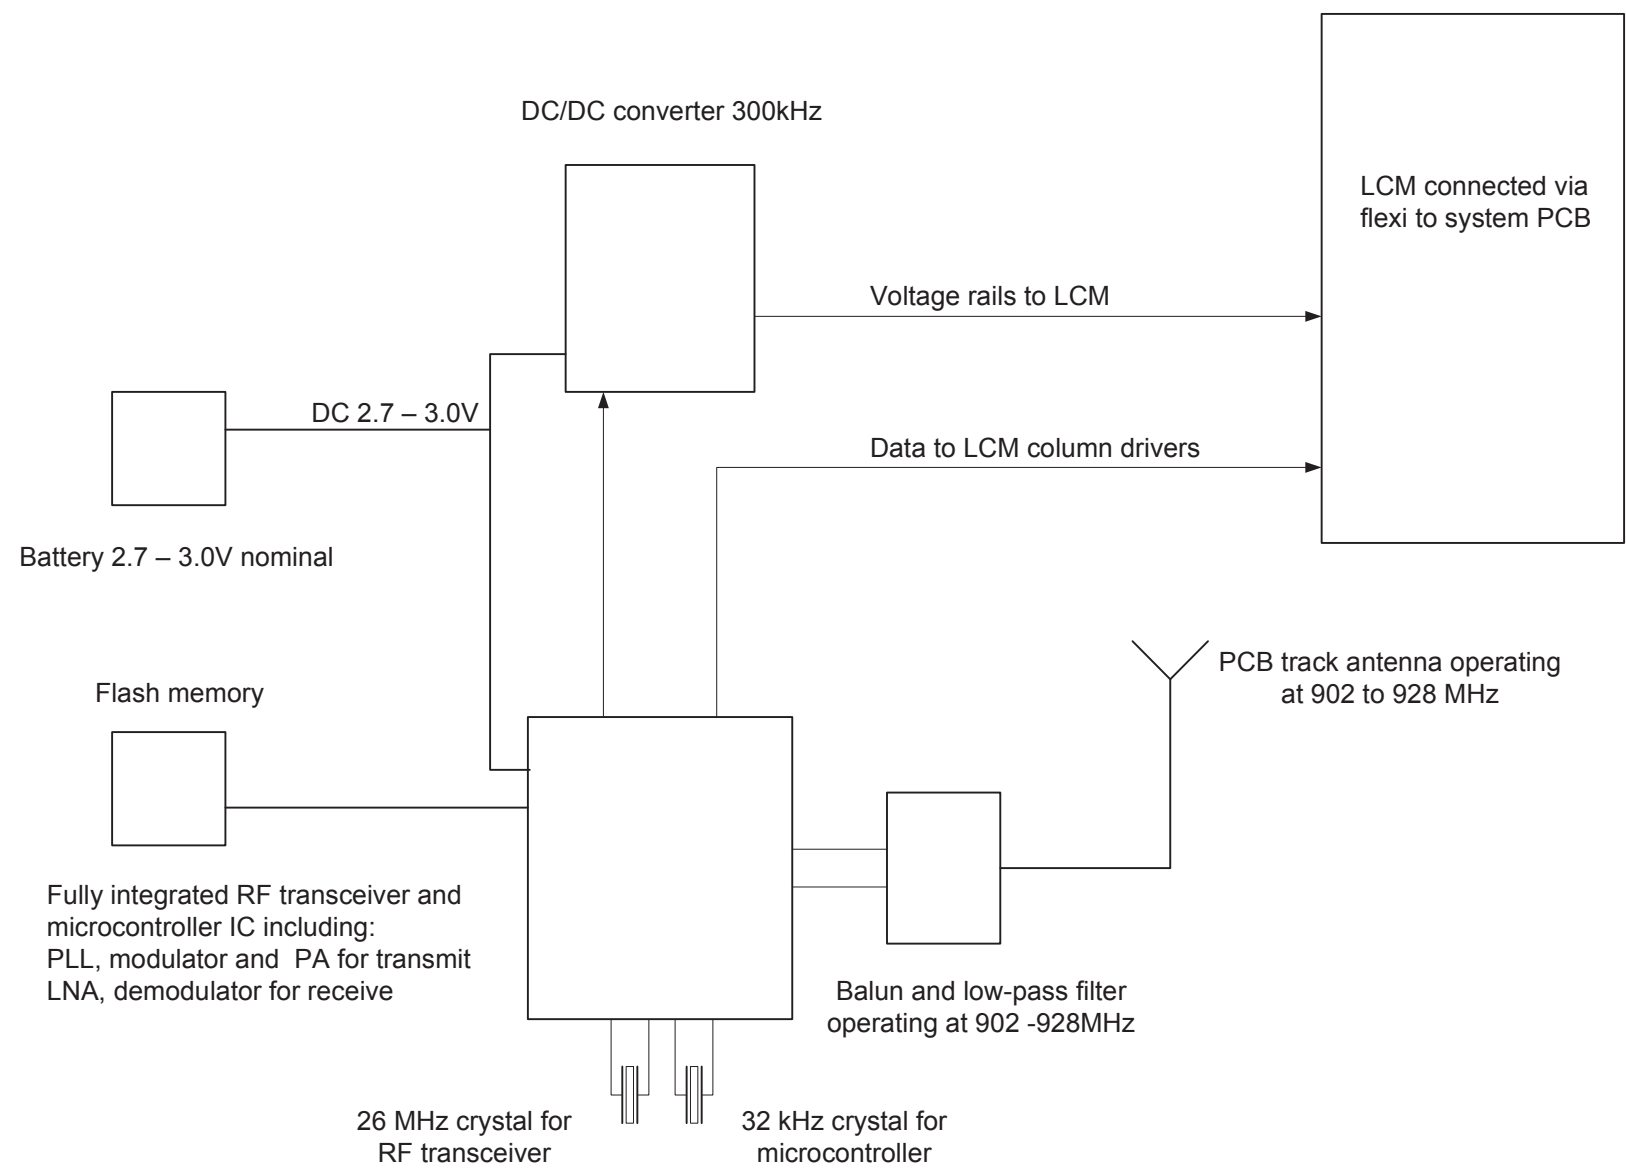 DC/DC converter 300kHz
LCM connected via
flexi to system PCB
Voltage rails to LCM
DC 2.7 – 3.0V
Data to LCM column drivers
Battery 2.7 – 3.0V nominal
PCB track antenna operating
at 902 to 928 MHz
Flash memory
Fully integrated RF transceiver and
microcontroller IC including:
PLL, modulator and  PA for transmit
LNA, demodulator for receive
Balun and low-pass filter
operating at 902 -928MHz
26 MHz crystal for
RF transceiver
32 kHz crystal for
microcontroller